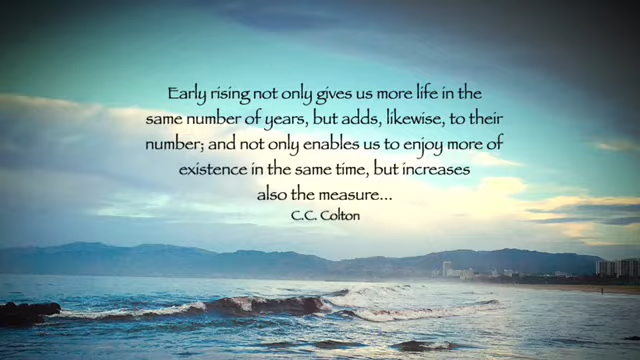 Early rising not only gives us more life in the
same number of years, but adds, likewise, to their
number; and not only enables us to enjoy more of
existence in the same time, but increases
also the measure...
C.C. Colton